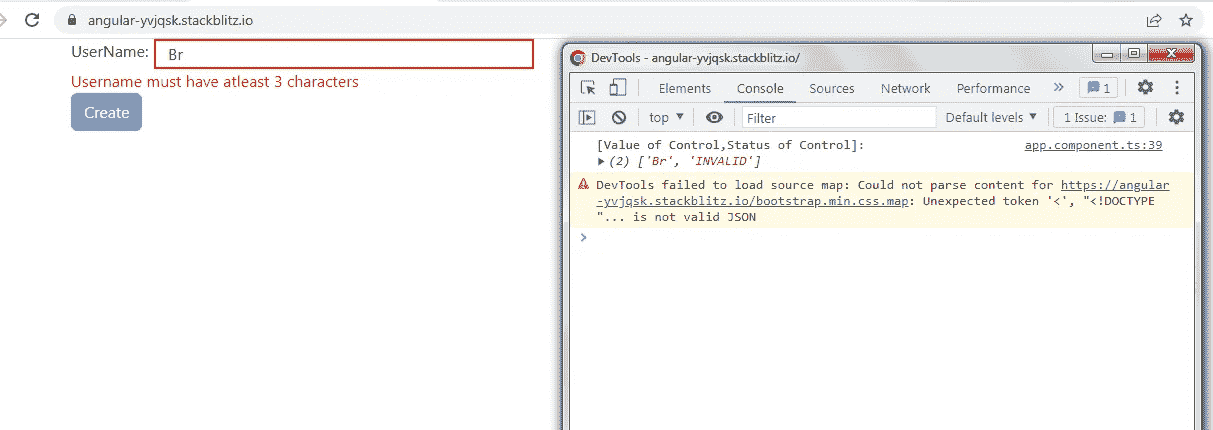 angular-yvjqsk.stackblitz.io
UserName: Br
Username must have atleast 3 characters
Create
DevTools - angular-yvjqsk.stackblitz.io/
Elements Console Sources Network Performance » 1
top ▼ Filter Default levels ▼ 1 Issue: 1
[Value of Control,Status of Control]: app.component.ts:39
(2) ['Br', 'INVALID']
DevTools failed to load source map: Could not parse content for https://angular
-yvjqsk.stackblitz.io/bootstrap.min.css.map: Unexpected token '<', "<!DOCTYPE
"... is not valid JSON